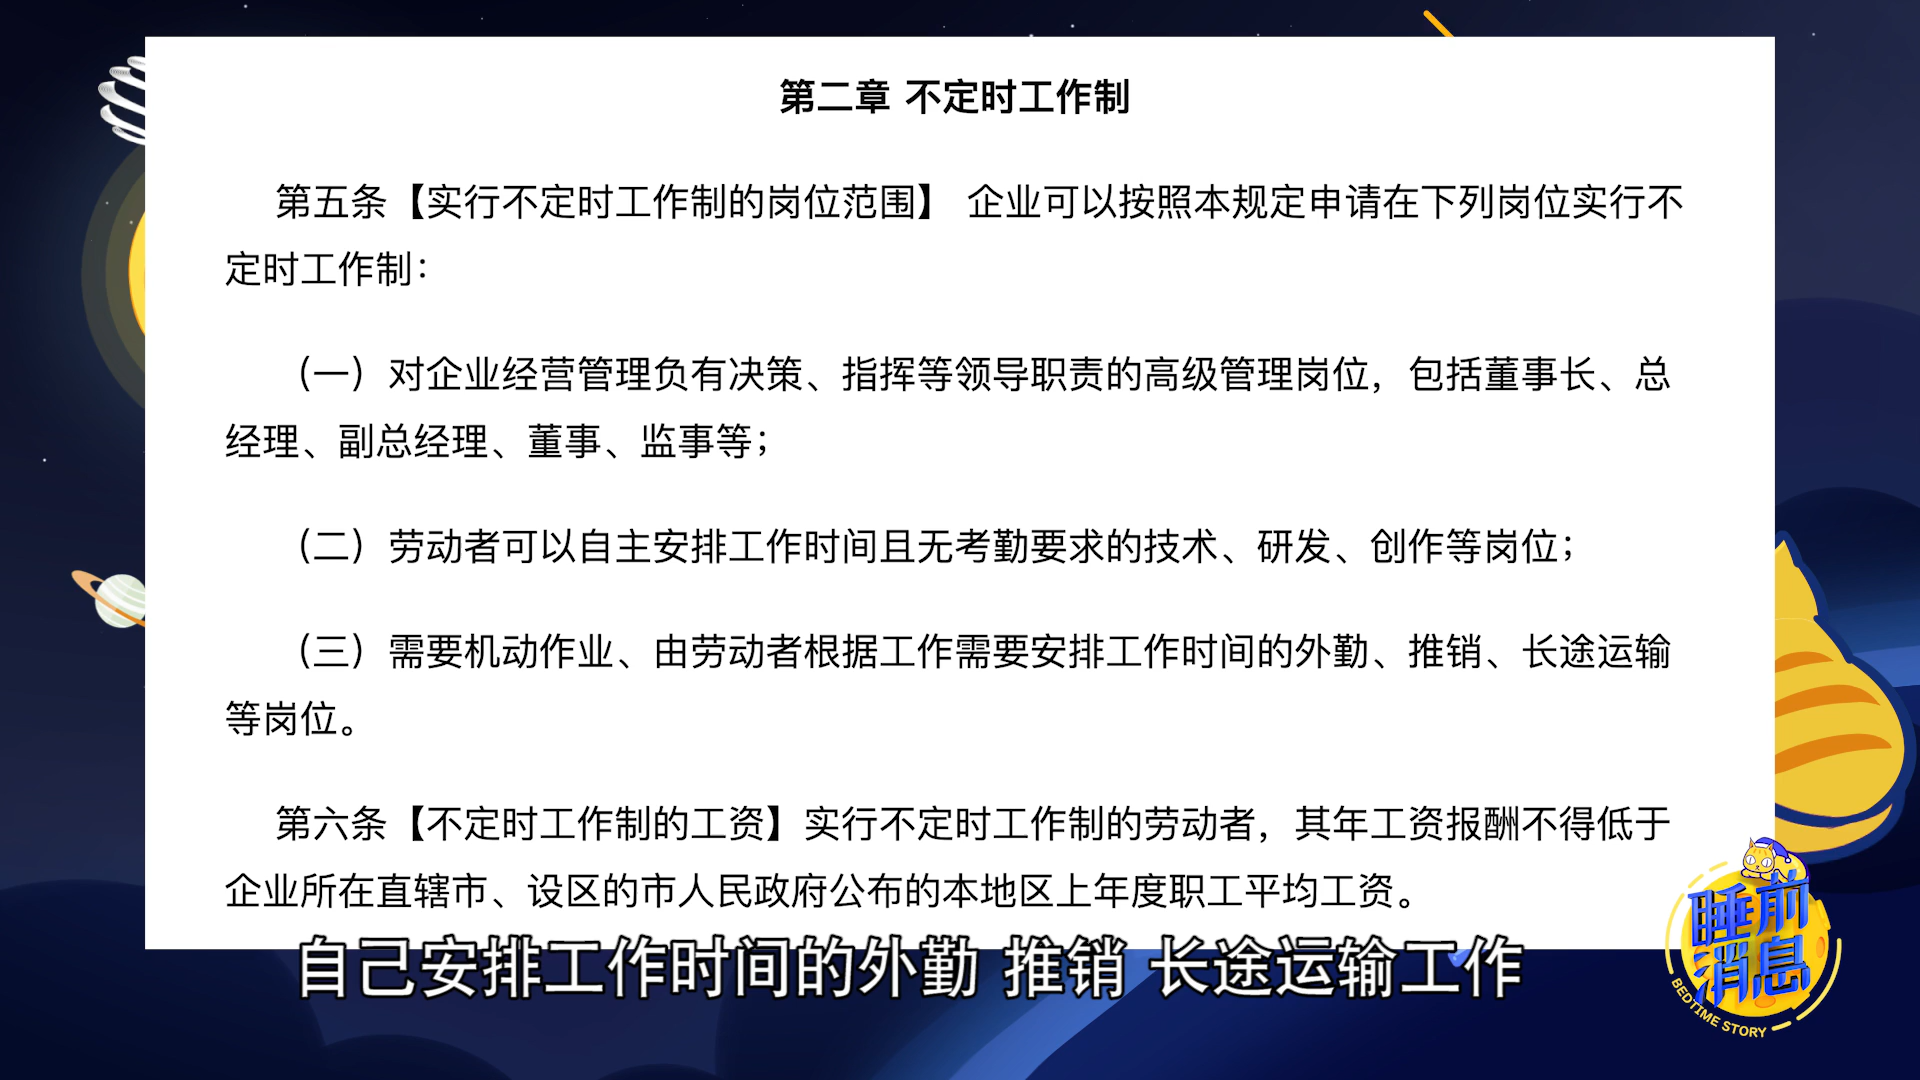 第二章 不定时工作制
第五条【实行不定时工作制的岗位范围】 企业可以按照本规定申请在下列岗位实行不
定时工作制：
（一）对企业经营管理负有决策、指挥等领导职责的高级管理岗位，包括董事长、总
经理、副总经理、董事、监事等；
（二）劳动者可以自主安排工作时间且无考勤要求的技术、研发、创作等岗位；
（三）需要机动作业、由劳动者根据工作需要安排工作时间的外勤、推销、长途运输
等岗位。
第六条【不定时工作制的工资】实行不定时工作制的劳动者，其年工资报酬不得低于
企业所在直辖市、设区的市人民政府公布的本地区上年度职工平均工资。
自己安排工作时间的外勤 推销 长途运输工作
睡前
消息
BEDTIME STORY